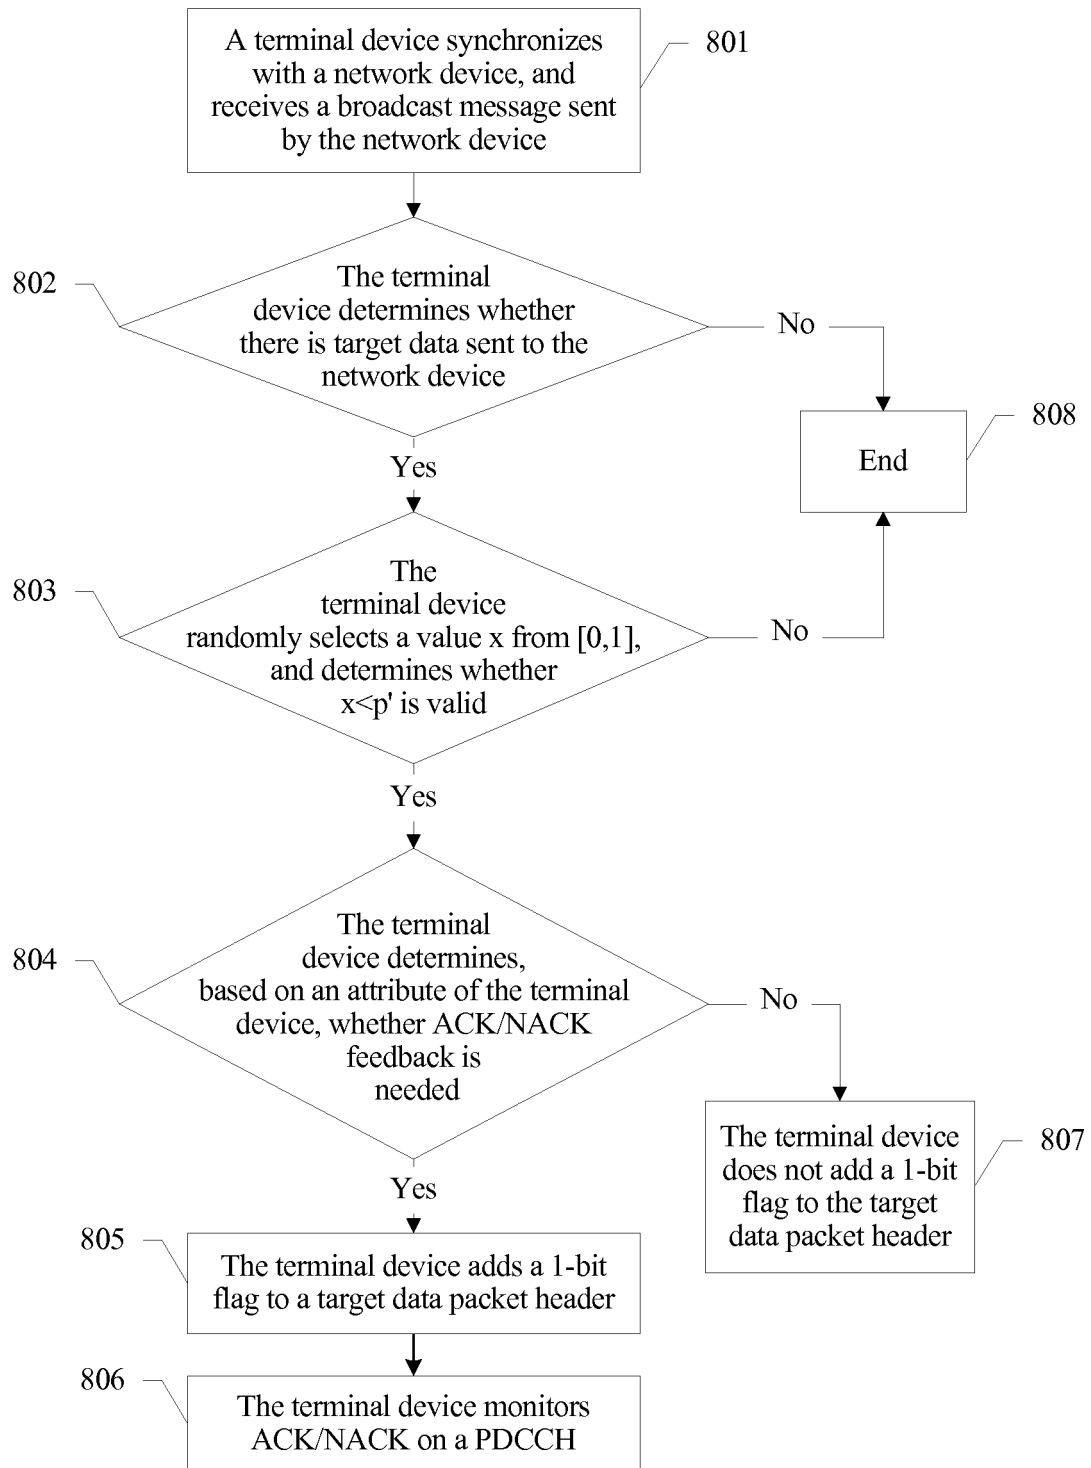 A terminal device synchronizes
with a network device, and
receives a broadcast message sent
by the network device
801
802
The terminal
device determines whether
there is target data sent to the
network device
No
808
End
Yes
803
The
terminal device
randomly selects a value x from [0,1],
and determines whether
x<p' is valid
No
Yes
804
The terminal
device determines,
based on an attribute of the terminal
device, whether ACK/NACK
feedback is
needed
No
The terminal device
does not add a 1-bit
flag to the target
data packet header
807
Yes
805
The terminal device adds a 1-bit
flag to a target data packet header
806
The terminal device monitors
ACK/NACK on a PDCCH